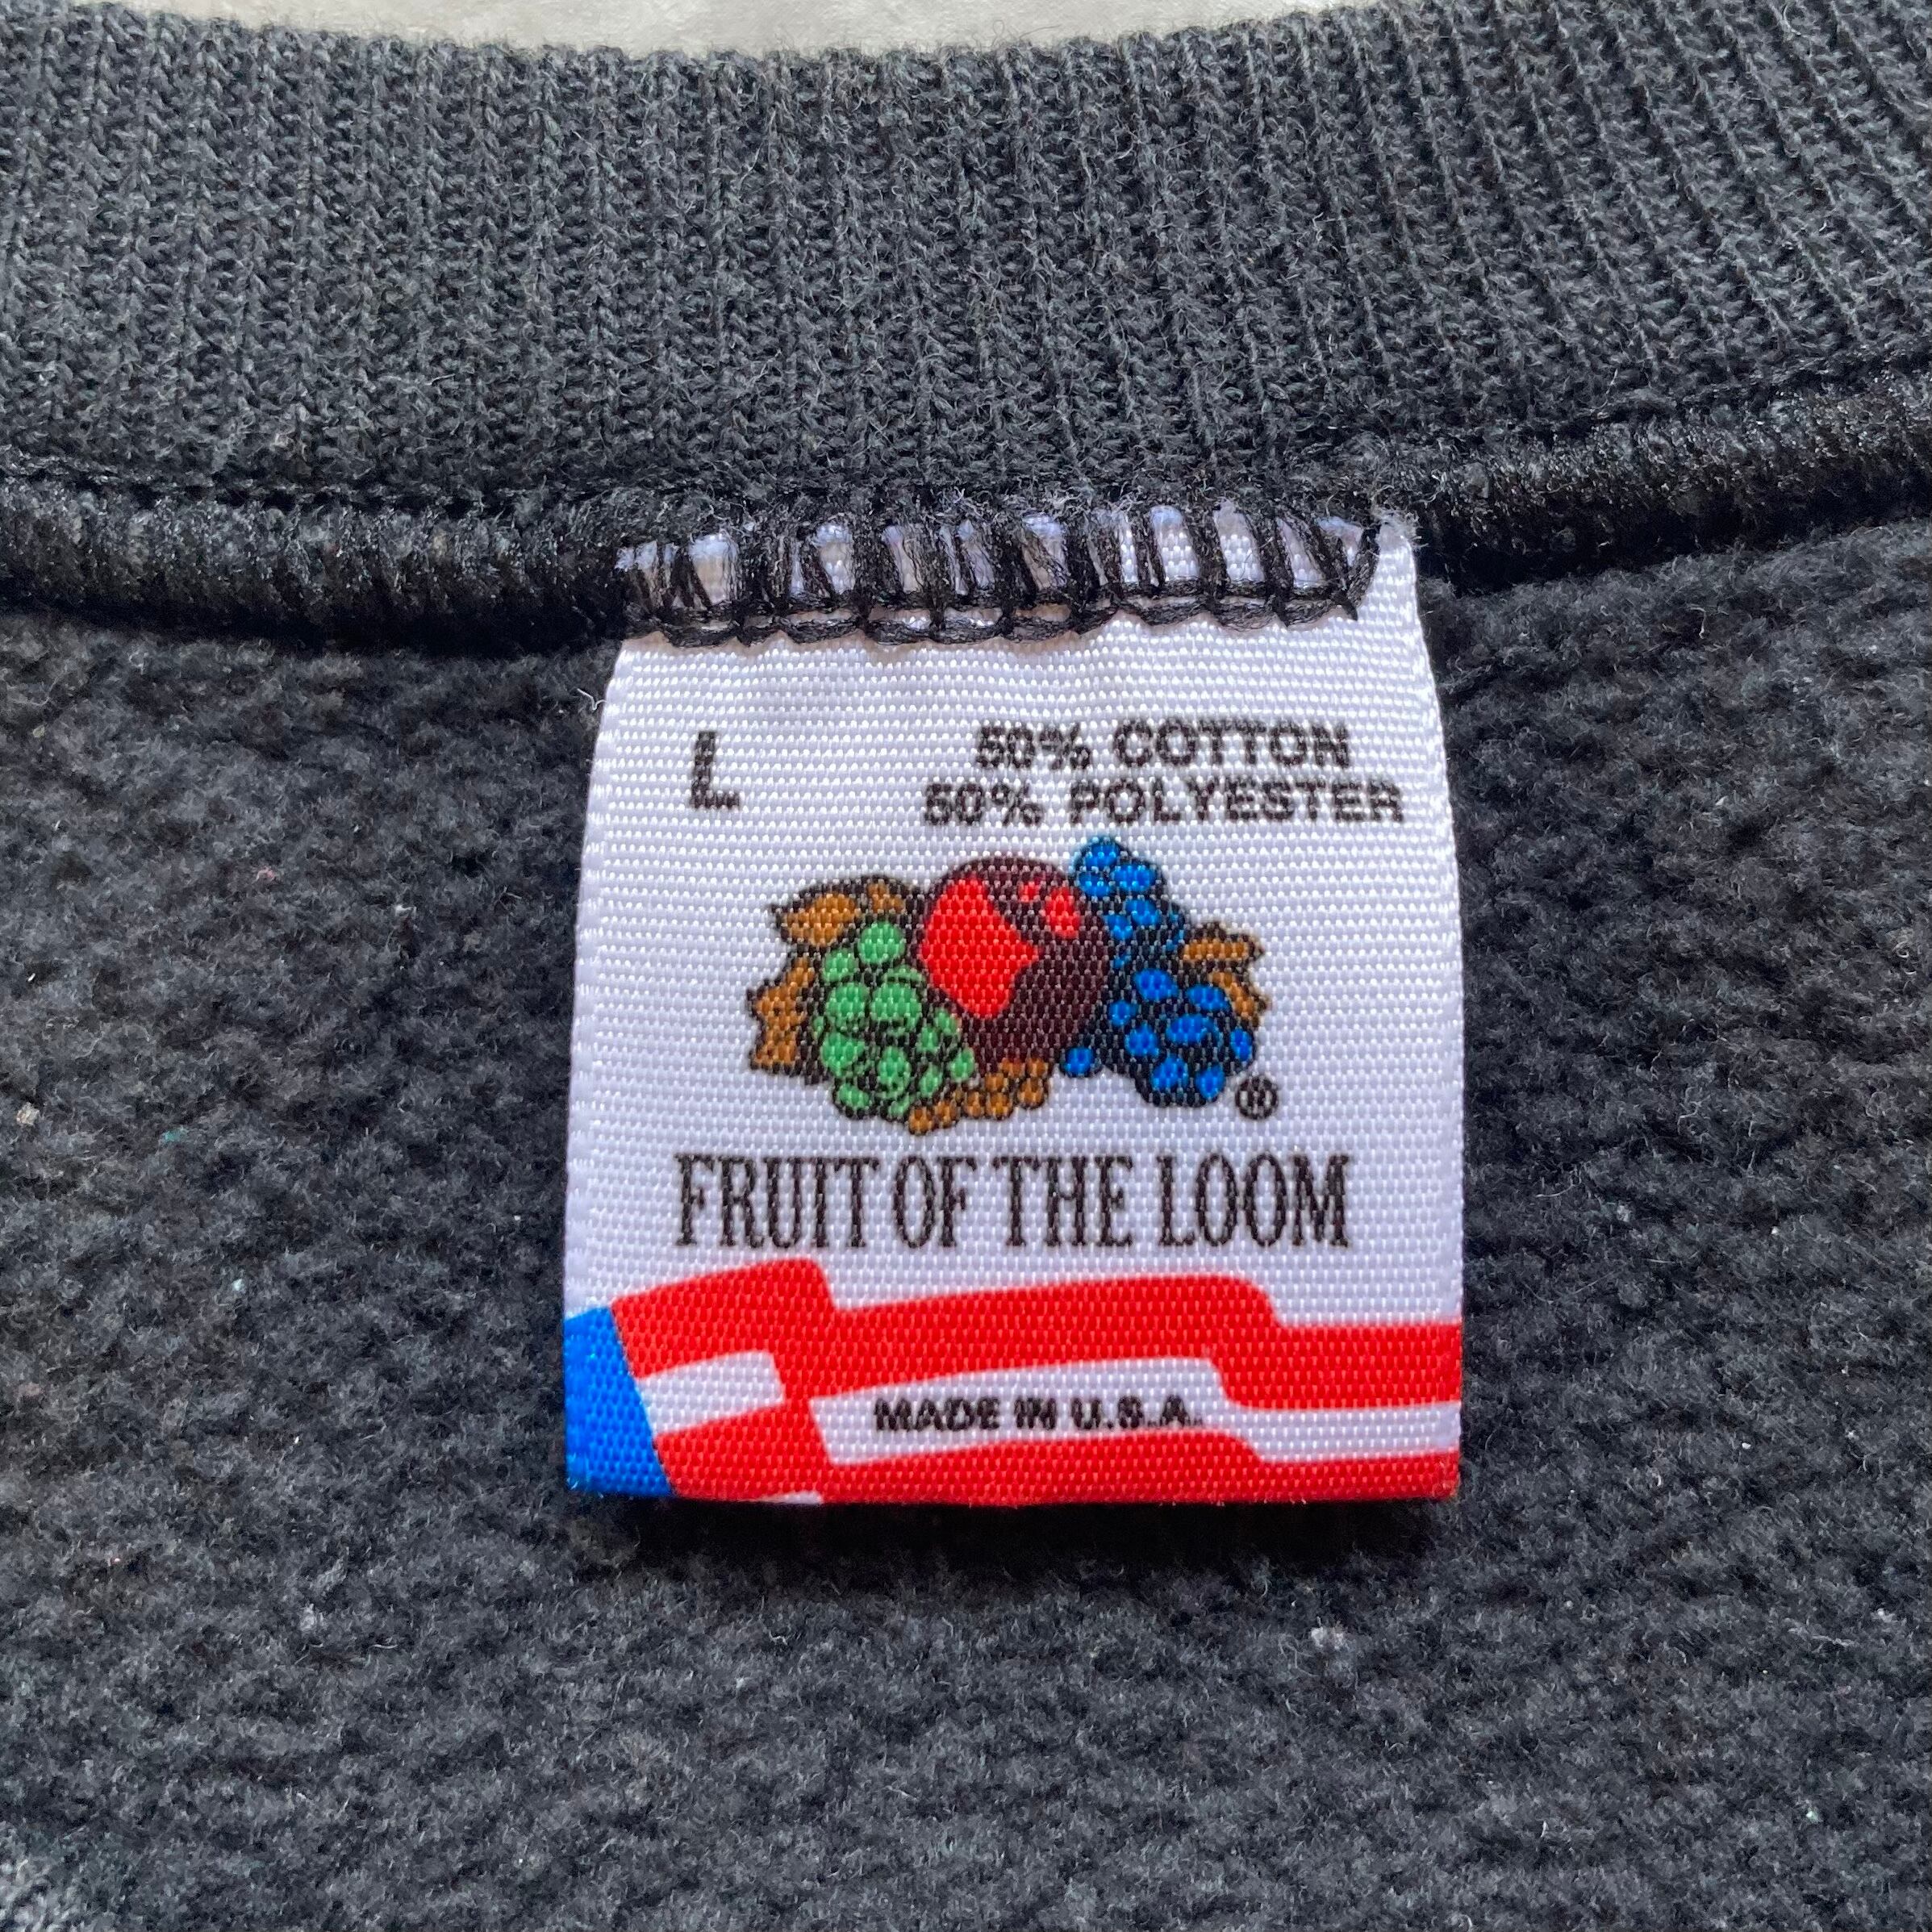 L
50% COTTON
50% POLYESTER
®
FRUIT OF THE LOOM
MADE IN U.S.A.